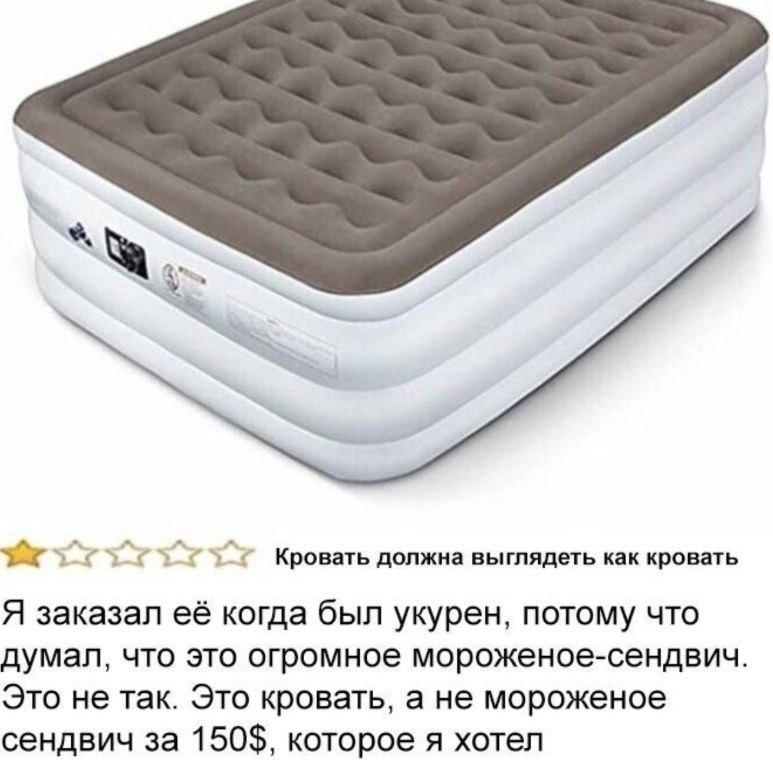 Кровать должна выглядеть как кровать
Я заказал её когда был укурен, потому что
думал, что это огромное мороженое-сендвич.
Это не так. Это кровать, а не мороженое
сендвич за 150$, которое я хотел